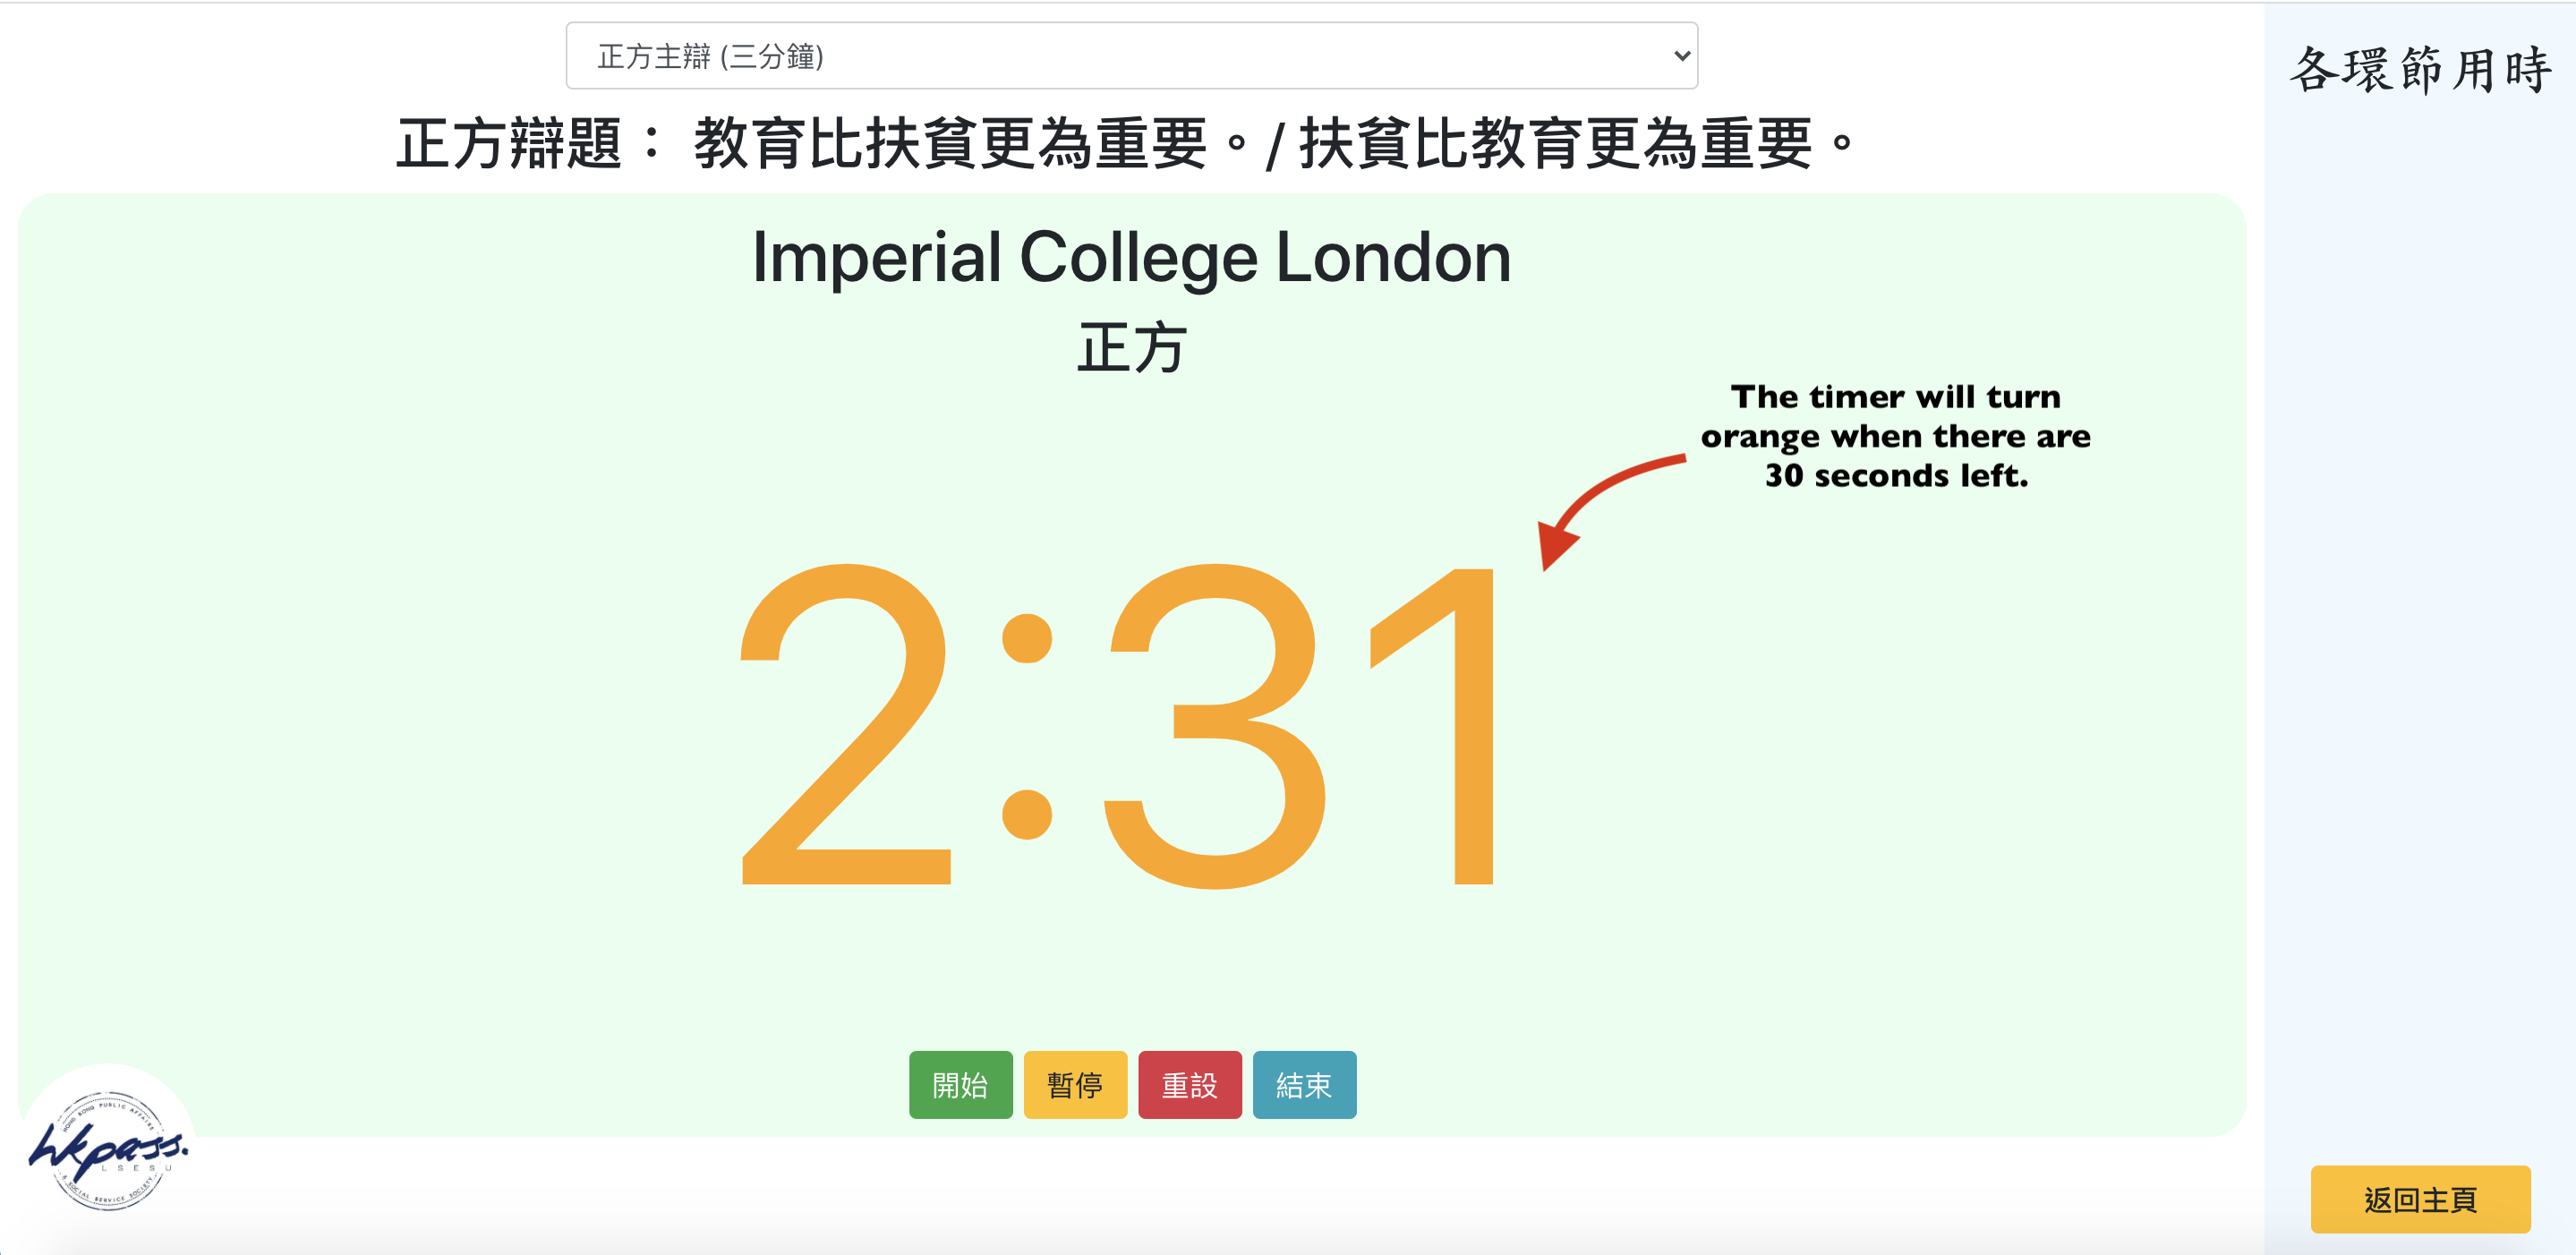 正方主辯 (三分鐘)
各環節用時
正方辯題： 教育比扶貧更為重要。/ 扶貧比教育更為重要。
Imperial College London
正方
The timer will turn
orange when there are
30 seconds left.
2:31
開始 暫停 重設 結束
HONG KONG PUBLIC AFFAIRS
hkpass.
LSESU
& SOCIAL SERVICE SOCIETY
返回主頁